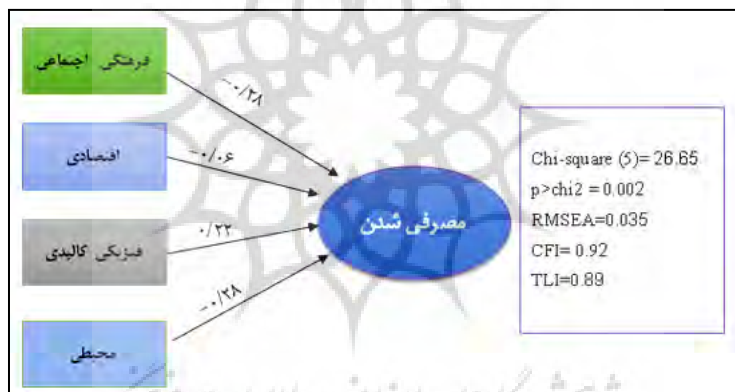 فرهنگی اجتماعی
−۰/۲۸
اقتصادی
−۰/۰۶
فیزیکی کالبدی
۰/۲۲
محیطی
−۰/۲۸
مصرفی شدن
Chi-square (5)= 26.65
p>chi2 = 0.002
RMSEA=0.035
CFI= 0.92
TLI=0.89